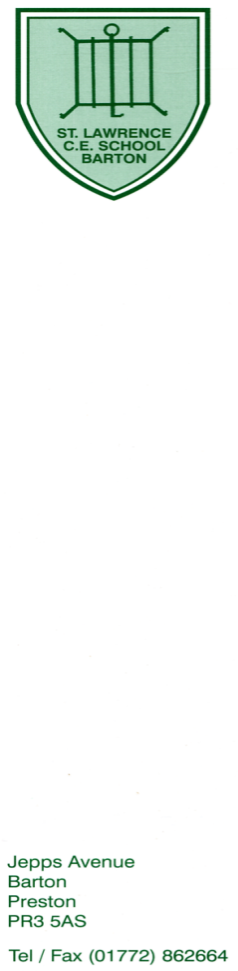 ST. LAWRENCE
C.E. SCHOOL
BARTON
Jepps Avenue
Barton
Preston
PR3 5AS
Tel / Fax (01772) 862664